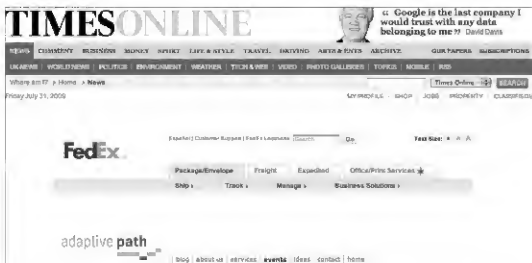 TIMESONLINE
“ Google is the last company I
would trust with any data
belonging to me ” David Davis
NEWS COMMENT BUSINESS MONEY SPORT LIFE & STYLE TRAVEL DRIVING ARTS & ENTS ARCHIVE OUR PAPERS SUBSCRIPTIONS
UK NEWS WORLD NEWS POLITICS ENVIRONMENT WEATHER TECH & WEB VIDEO PHOTO GALLERIES TOPICS MOBILE RSS
Where am I? > Home > News Times Online SEARCH
Friday July 31, 2009 MY PROFILE SHOP JOBS PROPERTY CLASSIFIEDS
Español | Customer Support | FedEx Locations Search Go Text Size: A A A
FedEx
Package/Envelope Freight Expedited Office/Print Services
Ship › Track › Manage › Business Solutions ›
adaptive path
| blog | about us | services | events | ideas | contact | home